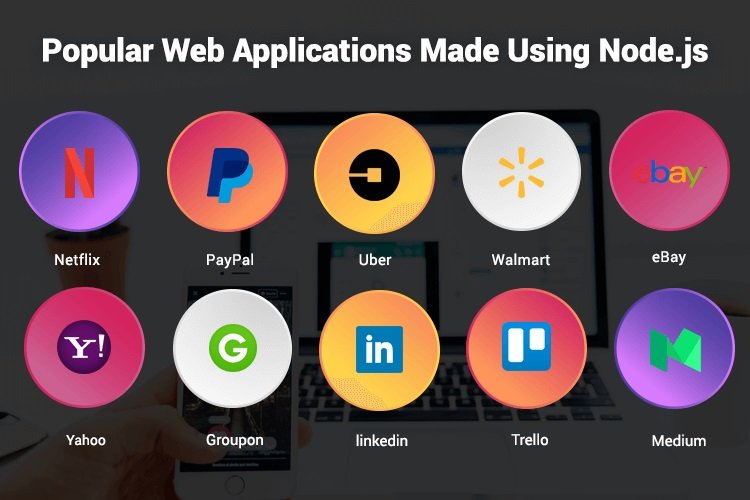 Popular Web Applications Made Using Node.js
N
P
ebay
Netflix
PayPal
Uber
Walmart
eBay
Y!
G
in
M
Yahoo
Groupon
linkedin
Trello
Medium